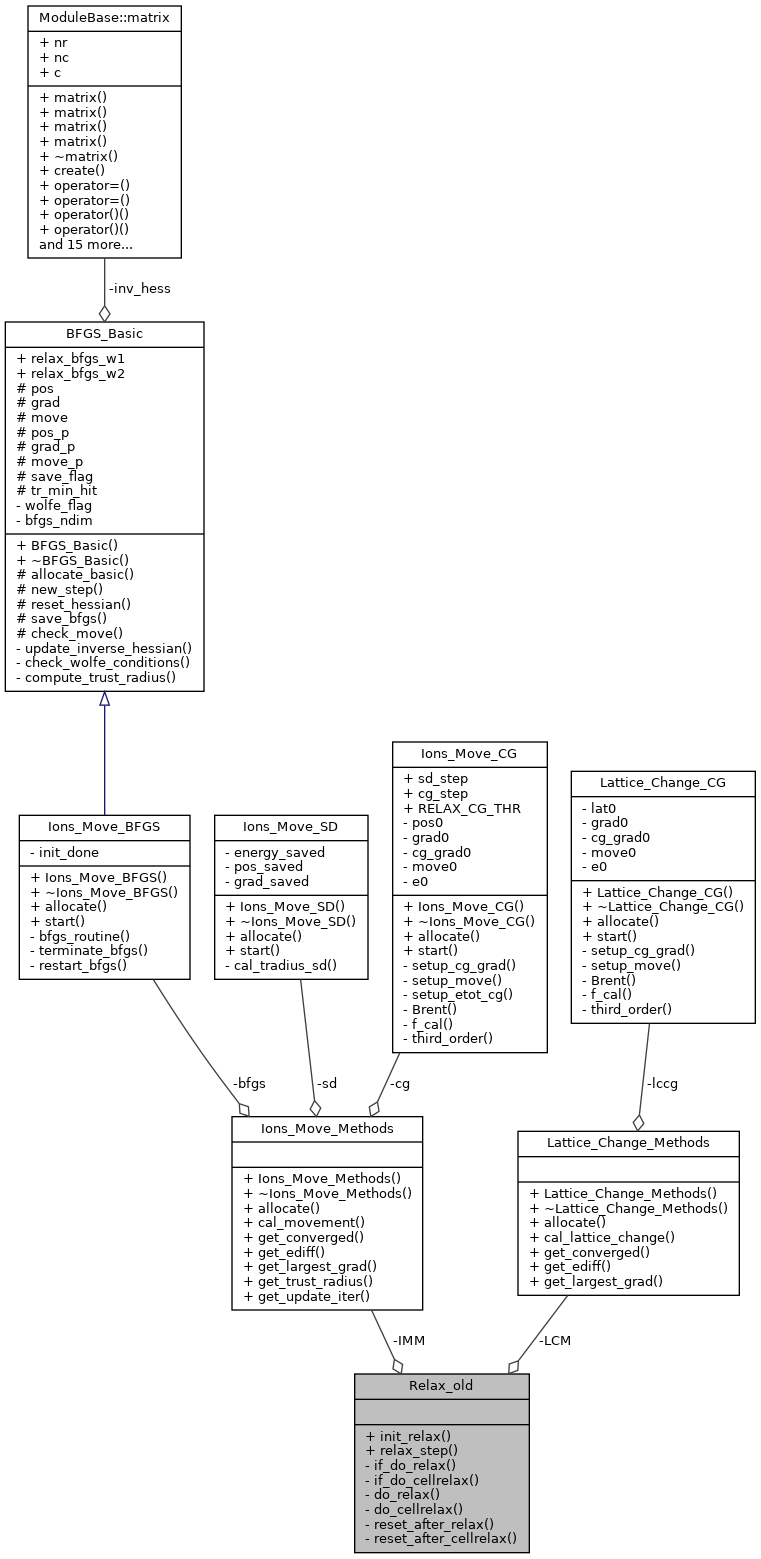 ModuleBase::matrix
+ nr
+ nc
+ c
+ matrix()
+ matrix()
+ matrix()
+ matrix()
+ ~matrix()
+ create()
+ operator=()
+ operator=()
+ operator()()
+ operator()()
and 15 more...
-inv_hess
BFGS_Basic
+ relax_bfgs_w1
+ relax_bfgs_w2
# pos
# grad
# move
# pos_p
# grad_p
# move_p
# save_flag
# tr_min_hit
- wolfe_flag
- bfgs_ndim
+ BFGS_Basic()
+ ~BFGS_Basic()
# allocate_basic()
# new_step()
# reset_hessian()
# save_bfgs()
# check_move()
- update_inverse_hessian()
- check_wolfe_conditions()
- compute_trust_radius()
Ions_Move_BFGS
- init_done
+ Ions_Move_BFGS()
+ ~Ions_Move_BFGS()
+ allocate()
+ start()
- bfgs_routine()
- terminate_bfgs()
- restart_bfgs()
Ions_Move_SD
- energy_saved
- pos_saved
- grad_saved
+ Ions_Move_SD()
+ ~Ions_Move_SD()
+ allocate()
+ start()
- cal_tradius_sd()
Ions_Move_CG
+ sd_step
+ cg_step
+ RELAX_CG_THR
- pos0
- grad0
- cg_grad0
- move0
- e0
+ Ions_Move_CG()
+ ~Ions_Move_CG()
+ allocate()
+ start()
- setup_cg_grad()
- setup_move()
- setup_etot_cg()
- Brent()
- f_cal()
- third_order()
Lattice_Change_CG
- lat0
- grad0
- cg_grad0
- move0
- e0
+ Lattice_Change_CG()
+ ~Lattice_Change_CG()
+ allocate()
+ start()
- setup_cg_grad()
- setup_move()
- Brent()
- f_cal()
- third_order()
-bfgs
-sd
-cg
-lccg
Ions_Move_Methods
+ Ions_Move_Methods()
+ ~Ions_Move_Methods()
+ allocate()
+ cal_movement()
+ get_converged()
+ get_ediff()
+ get_largest_grad()
+ get_trust_radius()
+ get_update_iter()
Lattice_Change_Methods
+ Lattice_Change_Methods()
+ ~Lattice_Change_Methods()
+ allocate()
+ cal_lattice_change()
+ get_converged()
+ get_ediff()
+ get_largest_grad()
-IMM
-LCM
Relax_old
+ init_relax()
+ relax_step()
- if_do_relax()
- if_do_cellrelax()
- do_relax()
- do_cellrelax()
- reset_after_relax()
- reset_after_cellrelax()